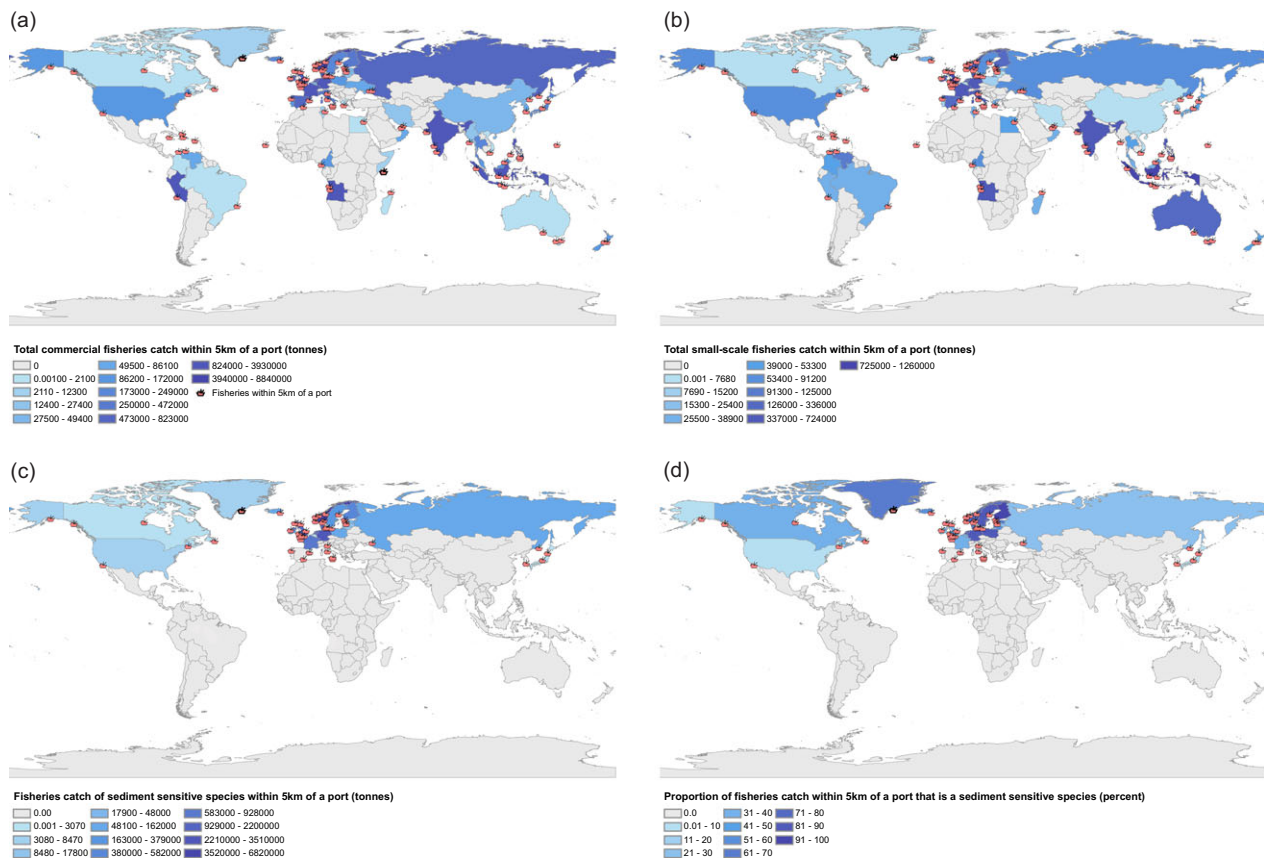 (a)
(b)
Total commercial fisheries catch within 5km of a port (tonnes)
0 49500 - 86100 824000 - 3930000
0.00100 - 2100 86200 - 172000 3940000 - 8840000
2110 - 12300 173000 - 249000 Fisheries within 5km of a port
12400 - 27400 250000 - 472000
27500 - 49400 473000 - 823000
Total small-scale fisheries catch within 5km of a port (tonnes)
0 39000 - 53300 725000 - 1260000
0.001 - 7680 53400 - 91200
7690 - 15200 91300 - 125000
15300 - 25400 126000 - 336000
25500 - 38900 337000 - 724000
(c)
(d)
Fisheries catch of sediment sensitive species within 5km of a port (tonnes)
0.00 17900 - 48000 583000 - 928000
0.001 - 3070 48100 - 162000 929000 - 2200000
3080 - 8470 163000 - 379000 2210000 - 3510000
8480 - 17800 380000 - 582000 3520000 - 6820000
Proportion of fisheries catch within 5km of a port that is a sediment sensitive species (percent)
0.0 31 - 40 71 - 80
0.01 - 10 41 - 50 81 - 90
11 - 20 51 - 60 91 - 100
21 - 30 61 - 70